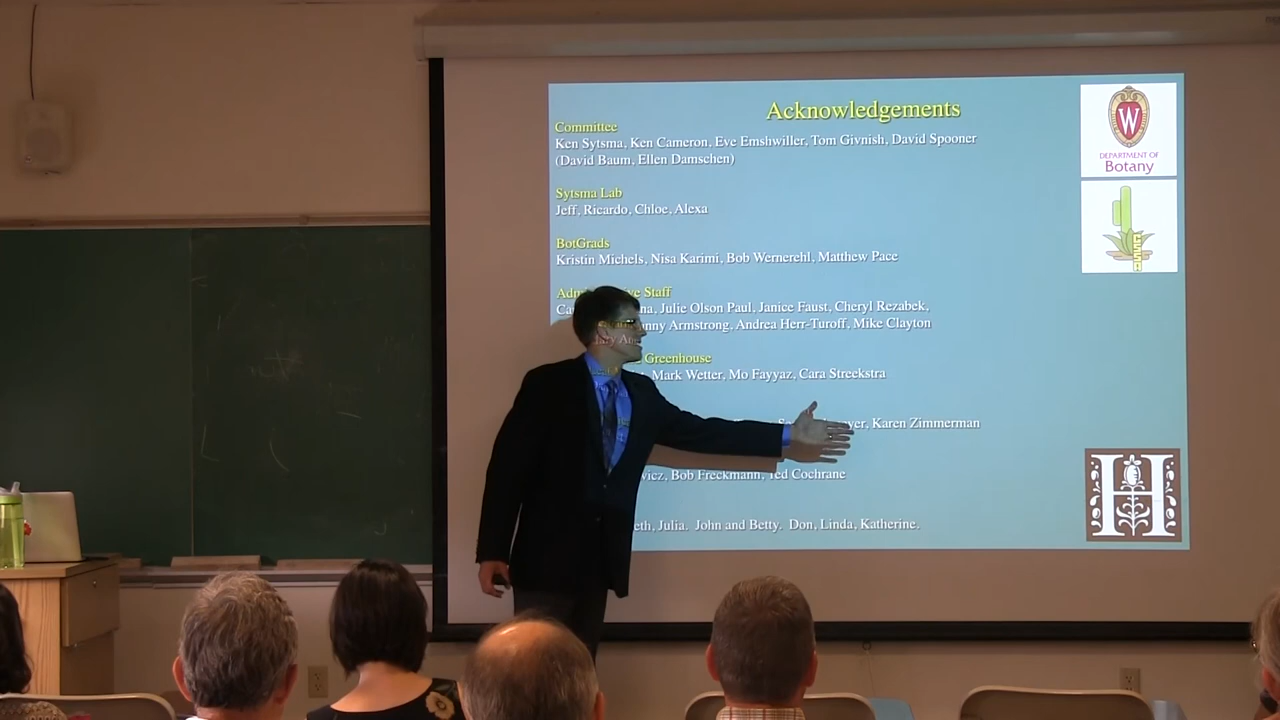 Acknowledgements
Committee
Ken Sytsma, Ken Cameron, Eve Emshwiller, Tom Givnish, David Spooner
(David Baum, Ellen Damschen)
Sytsma Lab
Jeff, Ricardo, Chloe, Alexa
BotGrads
Kristin Michels, Nisa Karimi, Bob Wernerehl, Matthew Pace
Staff
Julie Olson Paul, Janice Faust, Cheryl Rezabek,
Armstrong, Andrea Herr-Turoff, Mike Clayton
Greenhouse
Mark Wetter, Mo Fayyaz, Cara Streekstra
Karen Zimmerman
Bob Freckmann, Ted Cochrane
Julia. John and Betty. Don, Linda, Katherine.
W
DEPARTMENT OF
Botany
CSSA
H